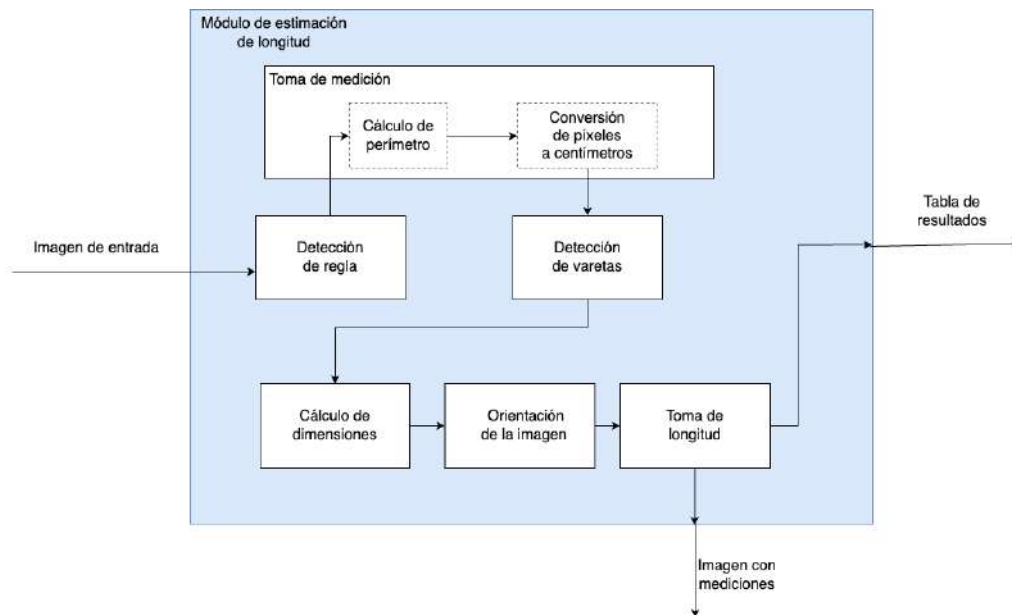 Módulo de estimación
de longitud
Toma de medición
Cálculo de
perímetro
Conversión
de píxeles
a centímetros
Tabla de
resultados
Imagen de entrada
Detección
de regla
Detección
de varetas
Cálculo de
dimensiones
Orientación
de la imagen
Toma de
longitud
Imagen con
mediciones